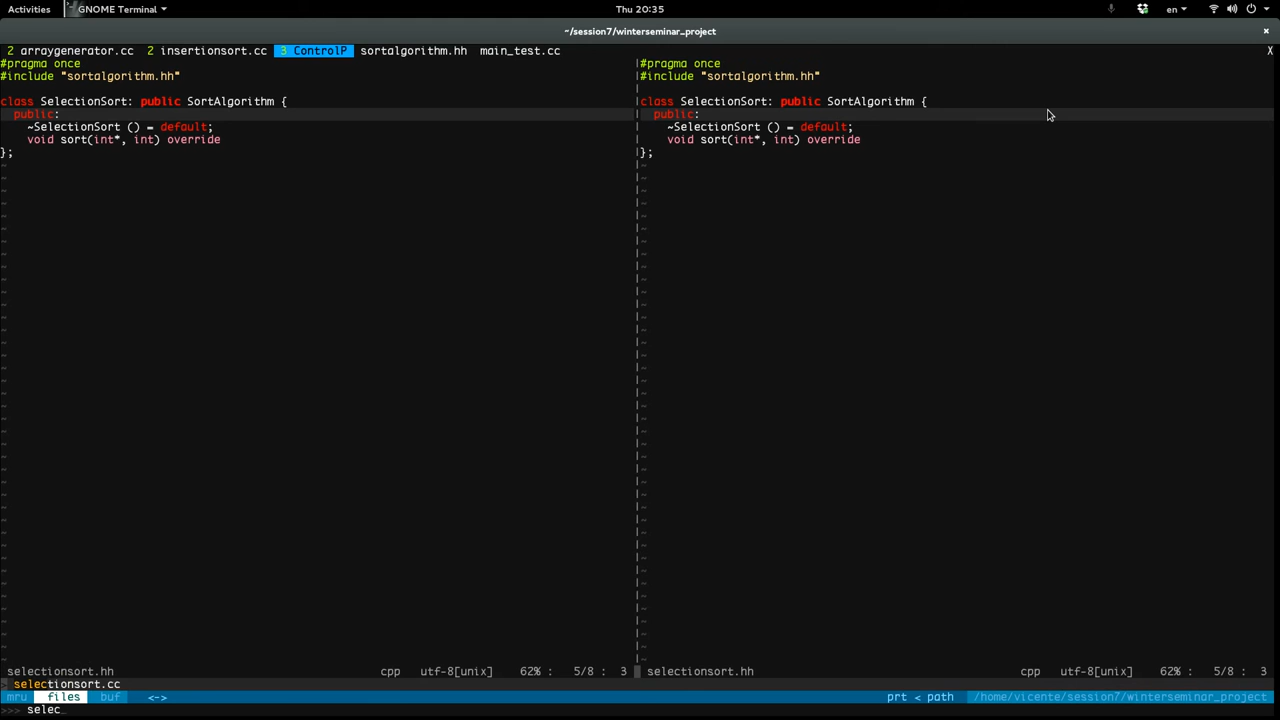 Activities GNOME Terminal Thu 20:35 en
~/session7/winterseminar_project ×
2 arraygenerator.cc 2 insertionsort.cc 3 ControlP sortalgorithm.hh main_test.cc X
#pragma once
#include "sortalgorithm.hh"
class SelectionSort: public SortAlgorithm {
public:
~SelectionSort () = default;
void sort(int*, int) override
};
#pragma once
#include "sortalgorithm.hh"
class SelectionSort: public SortAlgorithm {
public:
~SelectionSort () = default;
void sort(int*, int) override
};
selectionsort.hh cpp utf-8[unix] 62% : 5/8 : 3
selectionsort.hh cpp utf-8[unix] 62% : 5/8 : 3
> selectionsort.cc
mru files buf <-> prt < path /home/vicente/session7/winterseminar_project
>>> selec_